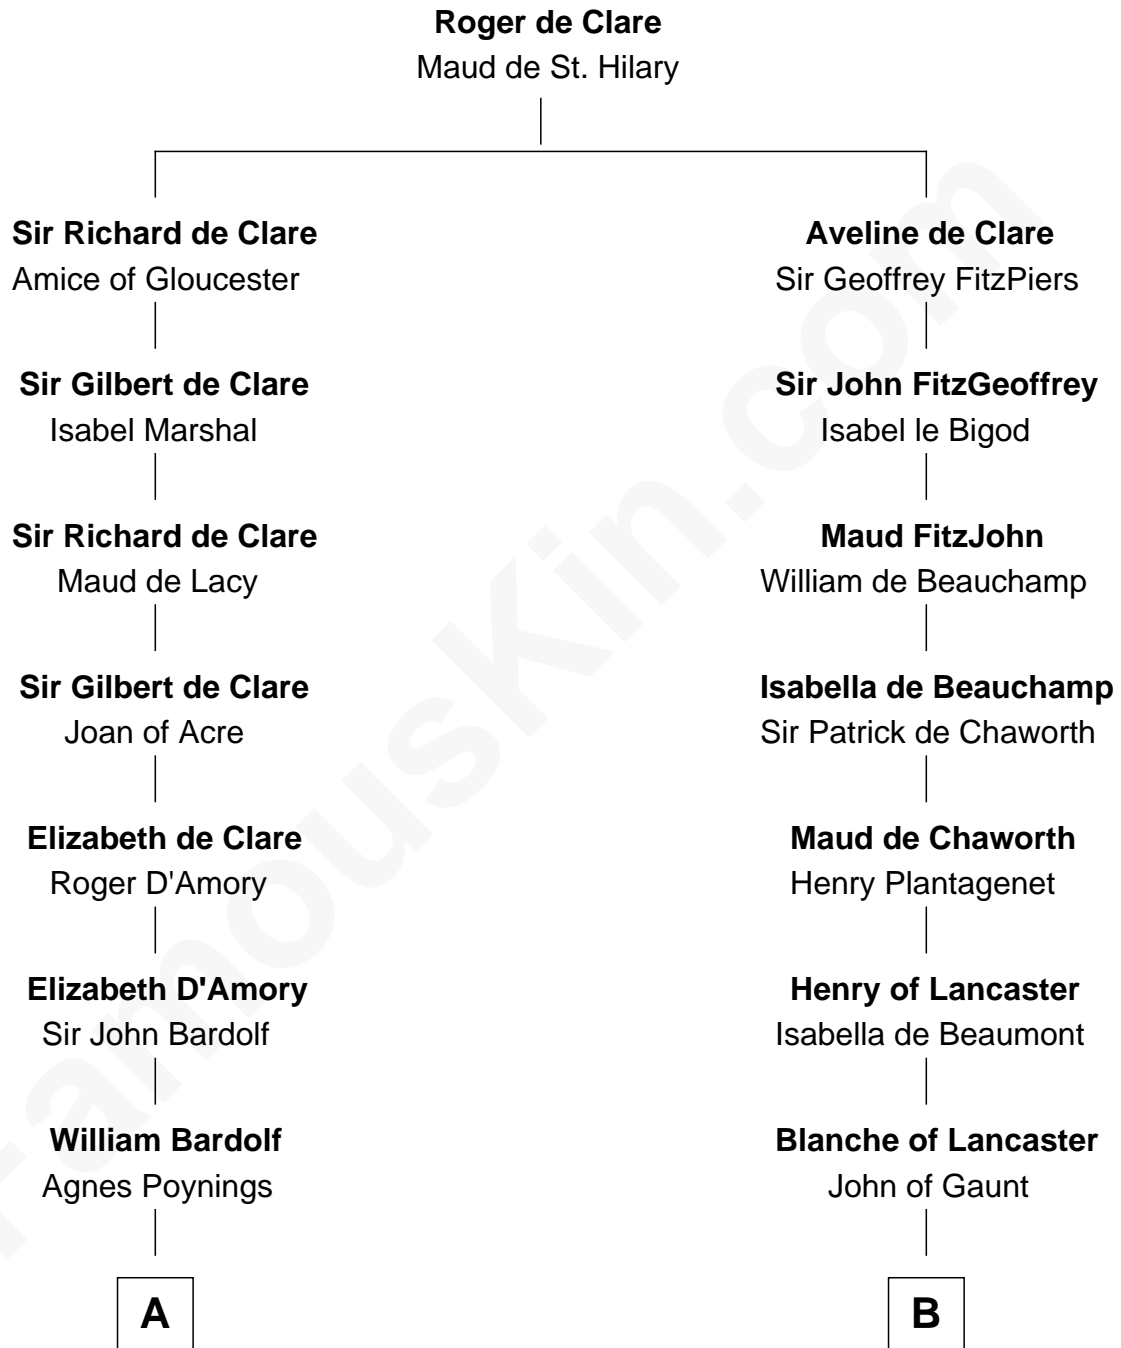 Roger de Clare
Maud de St. Hilary
Sir Richard de Clare
Amice of Gloucester
Sir Gilbert de Clare
Isabel Marshal
Sir Richard de Clare
Maud de Lacy
Sir Gilbert de Clare
Joan of Acre
Elizabeth de Clare
Roger D'Amory
Elizabeth D'Amory
Sir John Bardolf
William Bardolf
Agnes Poynings
A
Aveline de Clare
Sir Geoffrey FitzPiers
Sir John FitzGeoffrey
Isabel le Bigod
Maud FitzJohn
William de Beauchamp
Isabella de Beauchamp
Sir Patrick de Chaworth
Maud de Chaworth
Henry Plantagenet
Henry of Lancaster
Isabella de Beaumont
Blanche of Lancaster
John of Gaunt
B
FamousKin.com